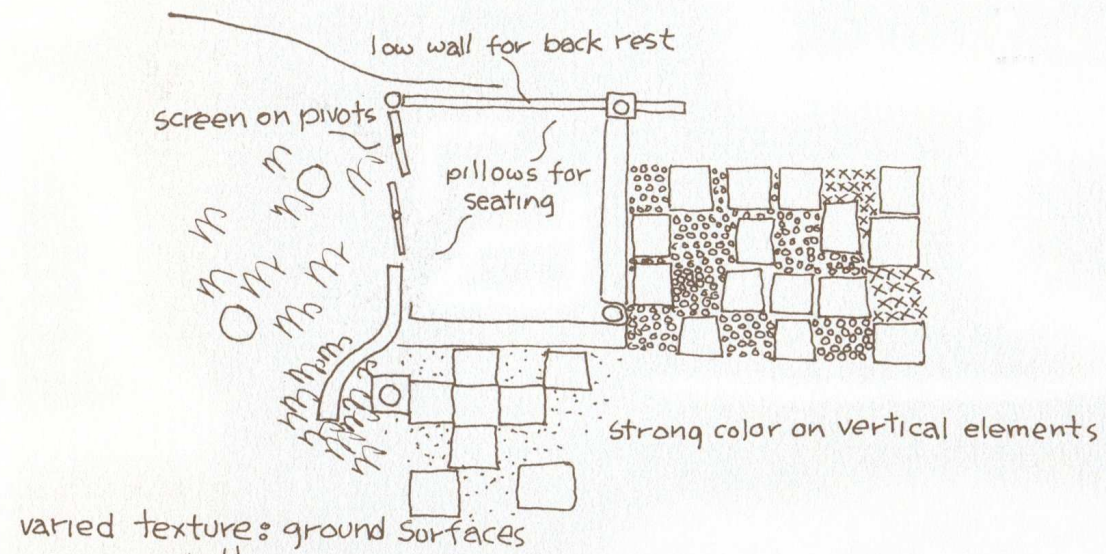 low wall for back rest
screen on pivots
pillows for
seating
strong color on vertical elements
varied texture: ground surfaces